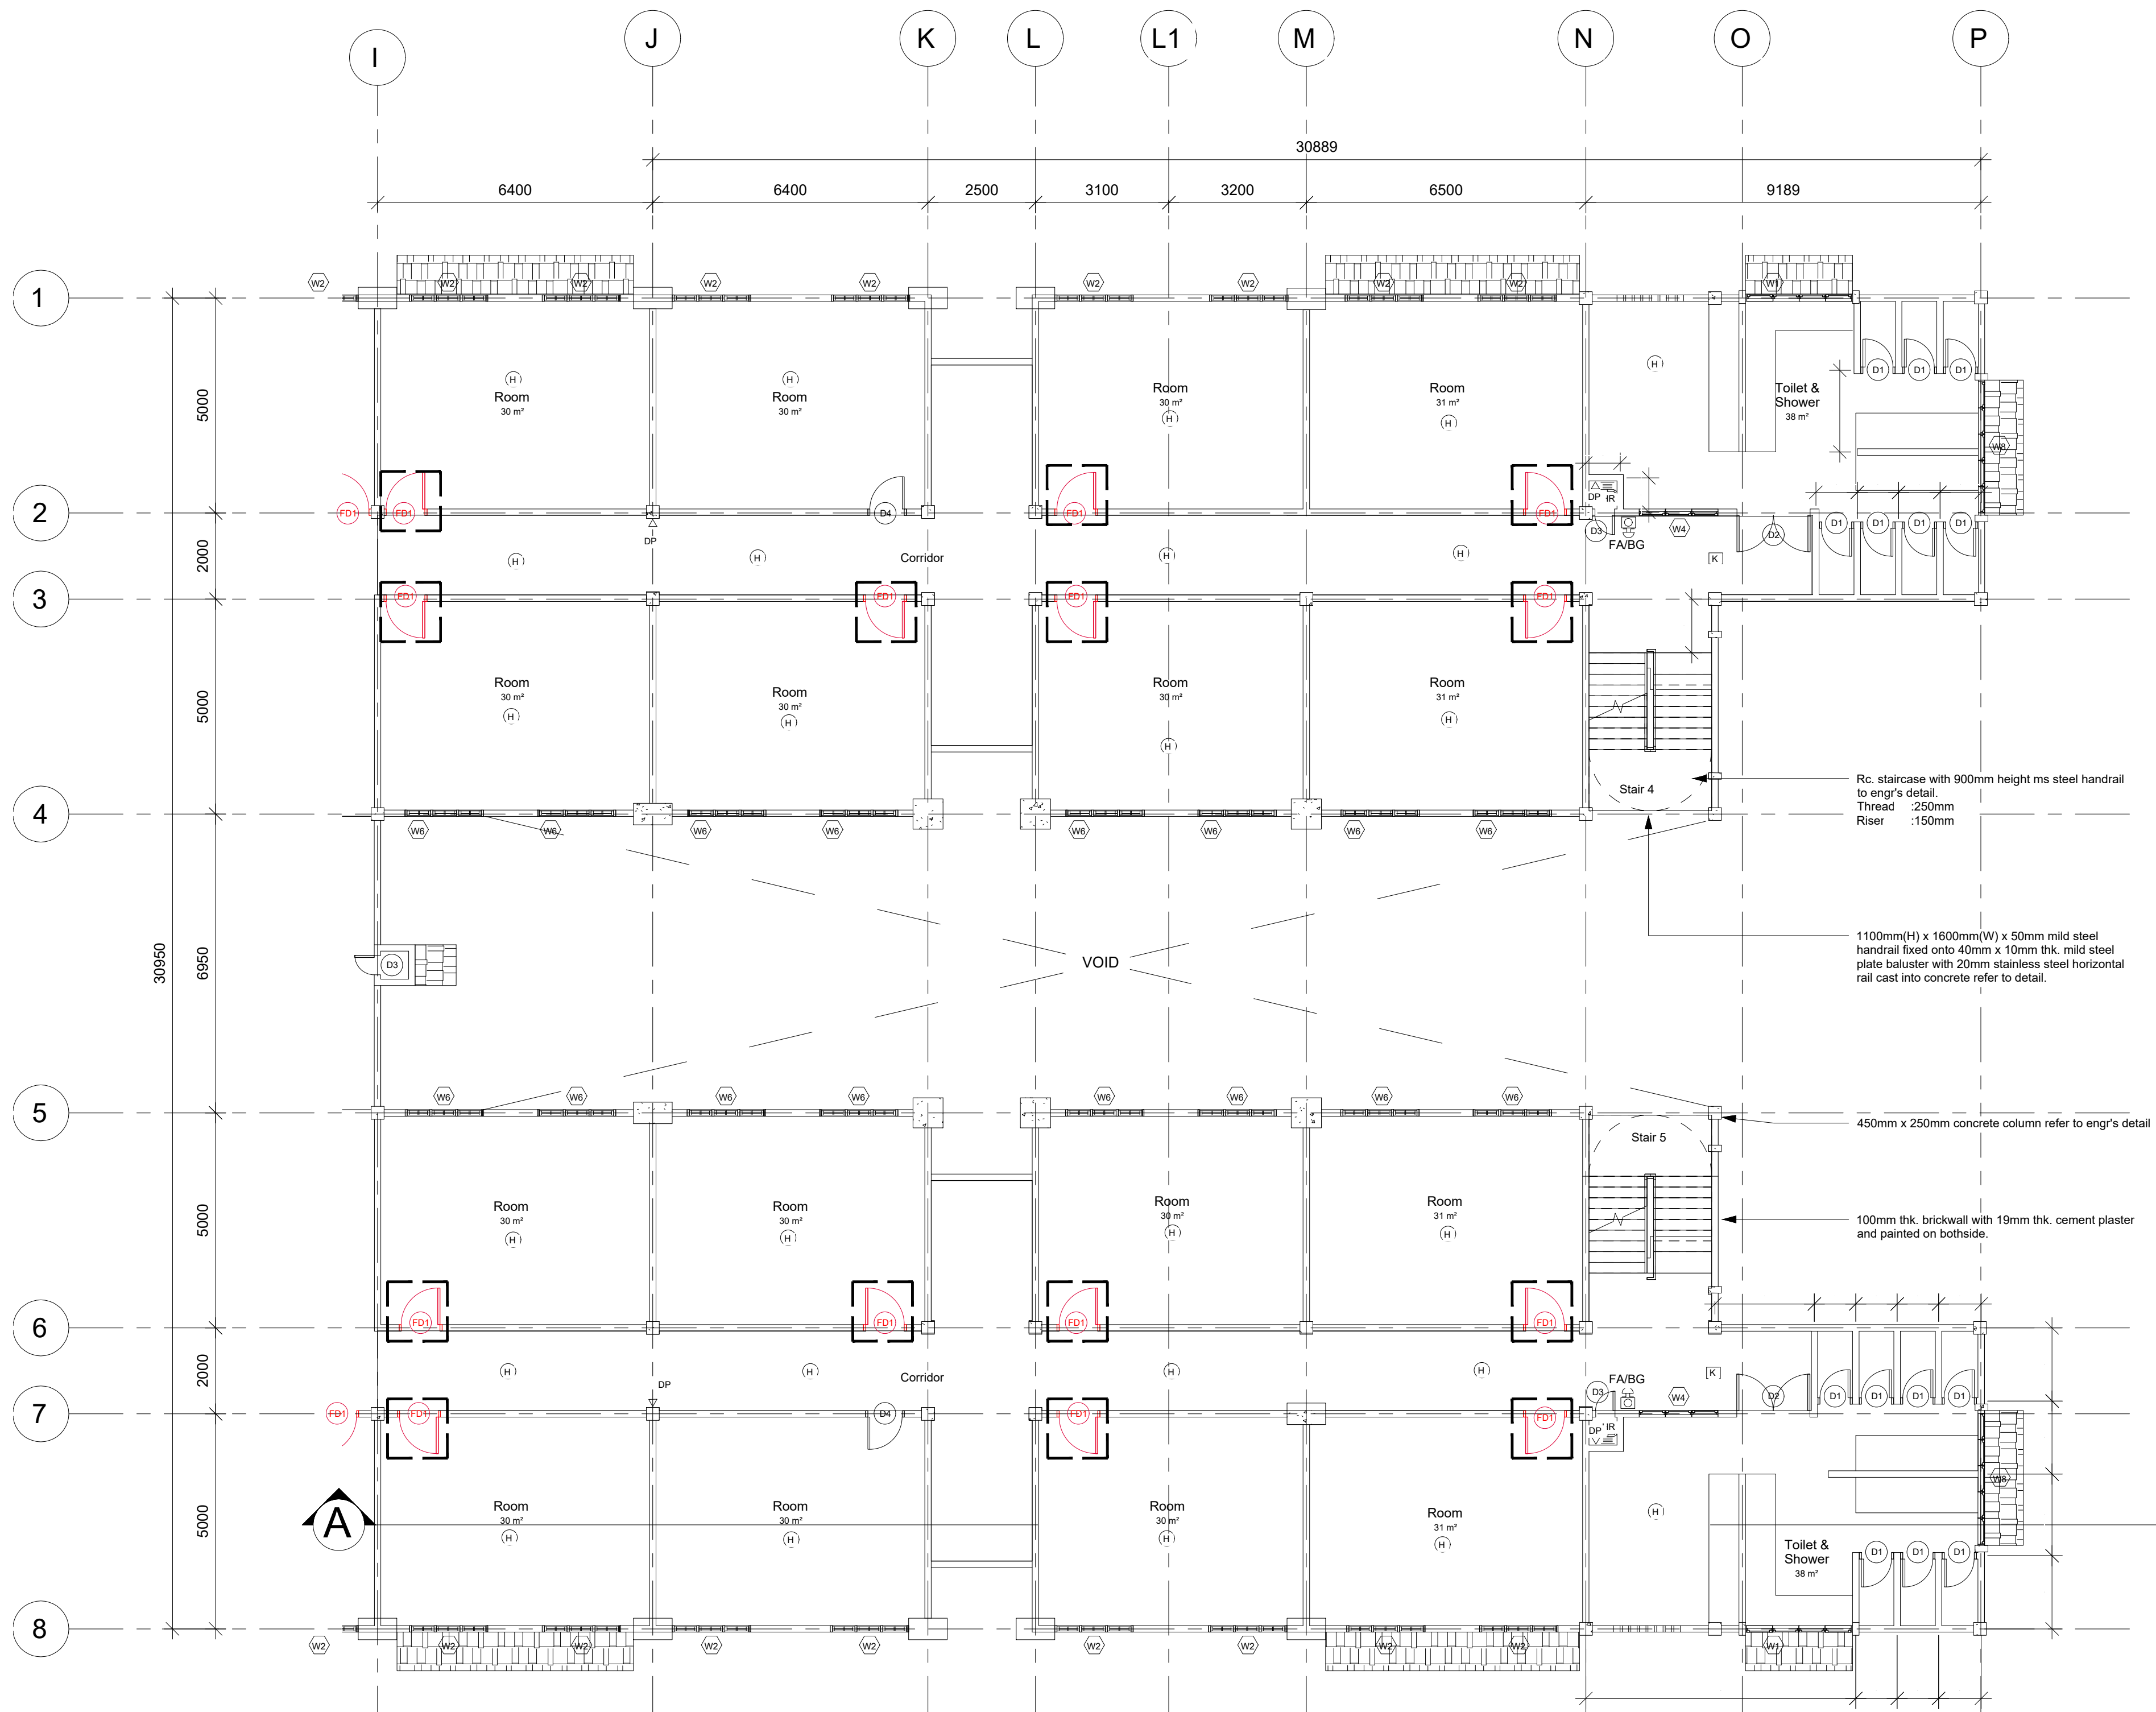 I J K L L1 M N O P
30889
6400 6400 2500 3100 3200 6500 9189
1
W2 W2 W2 W2 W2 W2 W2 W2 W2 W1
5000
H H H
Room Room Room Room Toilet &
Shower
30 m² 30 m² 30 m² 31 m² 38 m²
H H
D1 D1 D1
W8
DP HR
2
FD1 FD1 D4 FD1 FD1 D3 W4 D2 D1 D1 D1 D1
DP FA/BG
2000
H H Corridor H H K
3
FD1 FD1 FD1 FD1
5000
Room Room Room Room
30 m² 30 m² 30 m² 31 m²
H H H
H
Stair 4
Rc. staircase with 900mm height ms steel handrail
to engr's detail.
Thread :250mm
Riser :150mm
4
W6 W6 W6 W6 W6 W6 W6 W6
30950
6950
D3
VOID
1100mm(H) x 1600mm(W) x 50mm mild steel
handrail fixed onto 40mm x 10mm thk. mild steel
plate baluster with 20mm stainless steel horizontal
rail cast into concrete refer to detail.
W6 W6 W6 W6 W6 W6 W6 W6
5
450mm x 250mm concrete column refer to engr's detail
Stair 5
5000
Room Room Room Room
30 m² 30 m² 30 m² 31 m²
H H H H
100mm thk. brickwall with 19mm thk. cement plaster
and painted on bothside.
6
FD1 FD1 FD1 FD1
2000
H H Corridor H H FA/BG K
DP
7
FD1 FD1 D4 FD1 FD1 D3 W4 D2 D1 D1 D1 D1
DP HR
W8
5000
Room Room Room Room
30 m² 30 m² 30 m² 31 m²
H H H H H
A
Toilet &
Shower
38 m²
D1 D1 D1
8
W2 W2 W2 W2 W2 W2 W2 W2 W2 W1